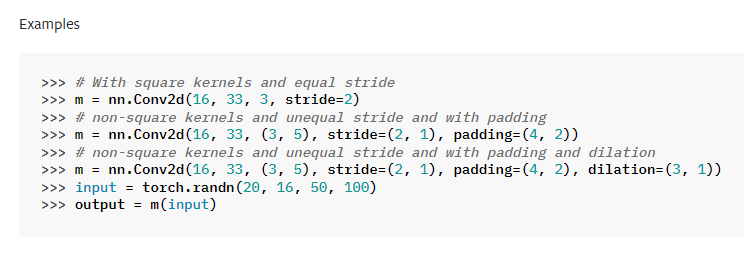 Examples
>>> # With square kernels and equal stride
>>> m = nn.Conv2d(16, 33, 3, stride=2)
>>> # non-square kernels and unequal stride and with padding
>>> m = nn.Conv2d(16, 33, (3, 5), stride=(2, 1), padding=(4, 2))
>>> # non-square kernels and unequal stride and with padding and dilation
>>> m = nn.Conv2d(16, 33, (3, 5), stride=(2, 1), padding=(4, 2), dilation=(3, 1))
>>> input = torch.randn(20, 16, 50, 100)
>>> output = m(input)